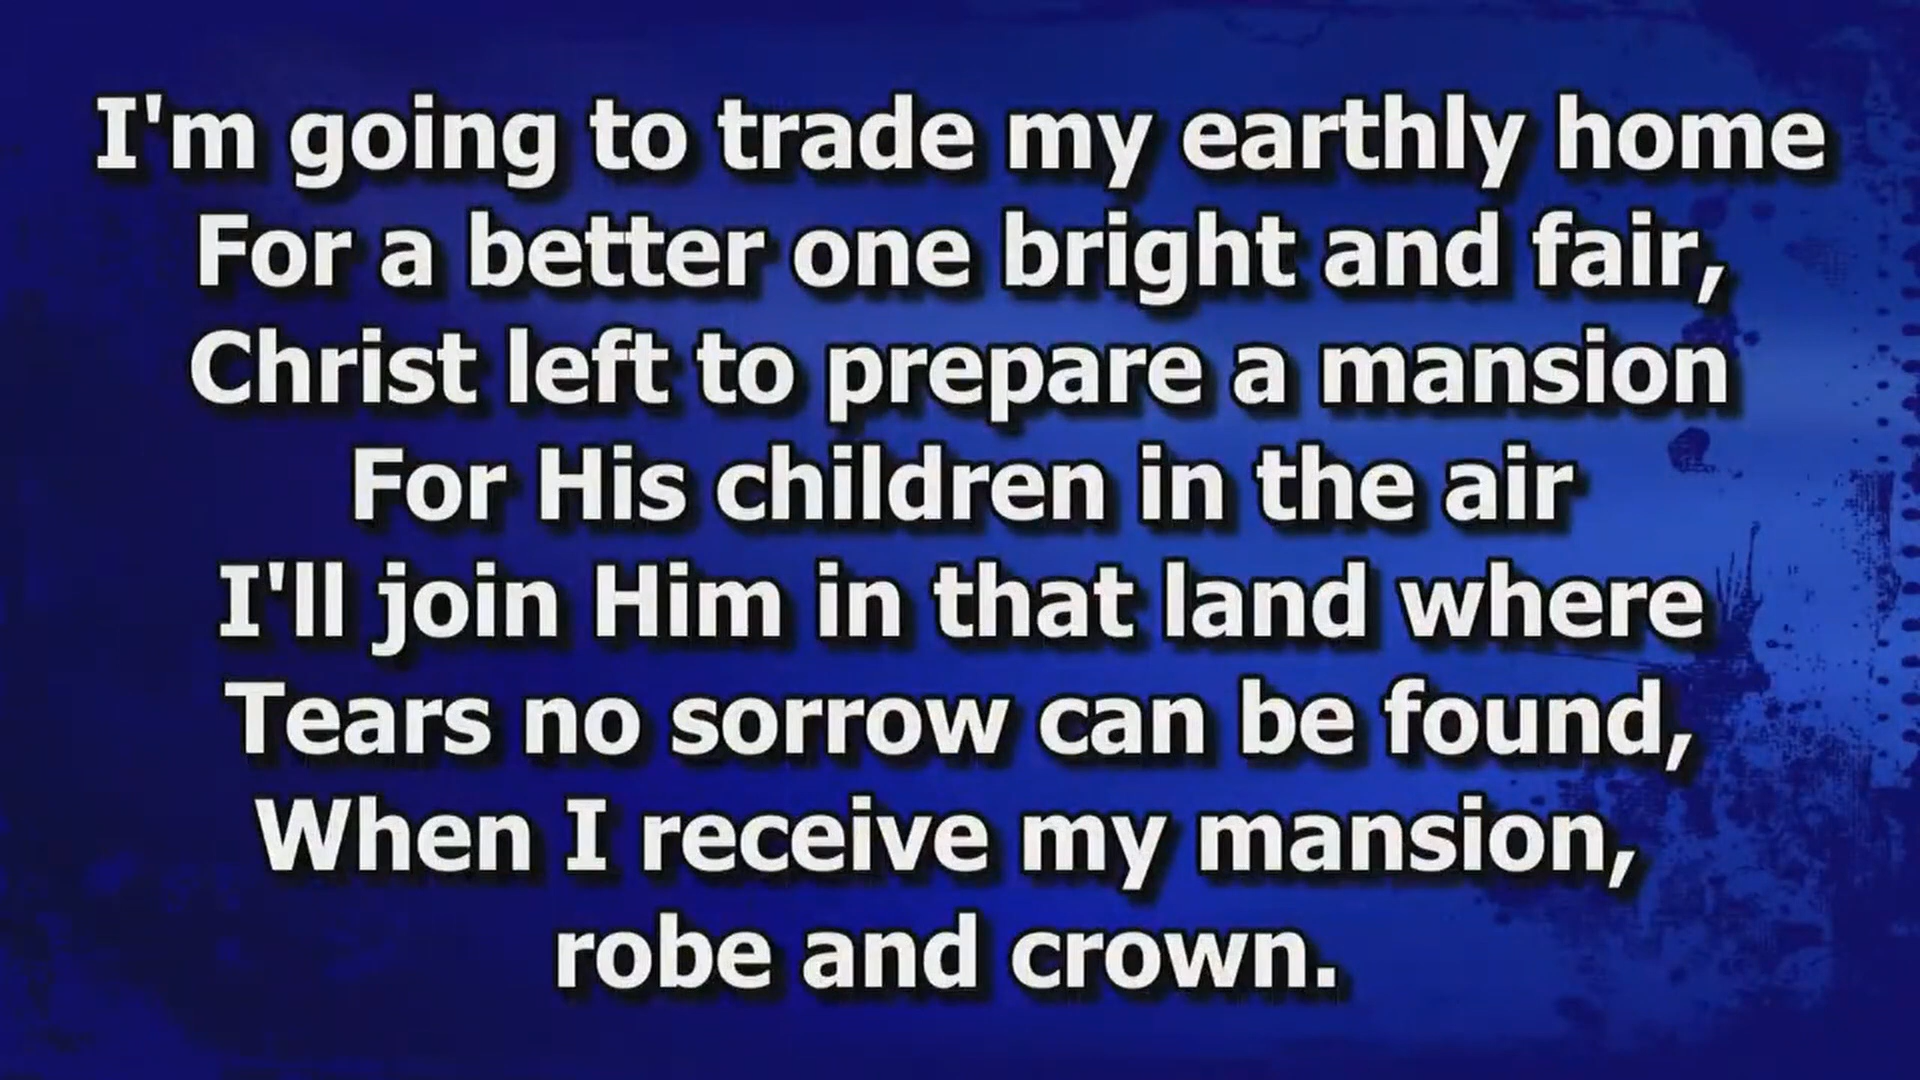 I'm going to trade my earthly home
For a better one bright and fair,
Christ left to prepare a mansion
For His children in the air
I'll join Him in that land where
Tears no sorrow can be found,
When I receive my mansion,
robe and crown.